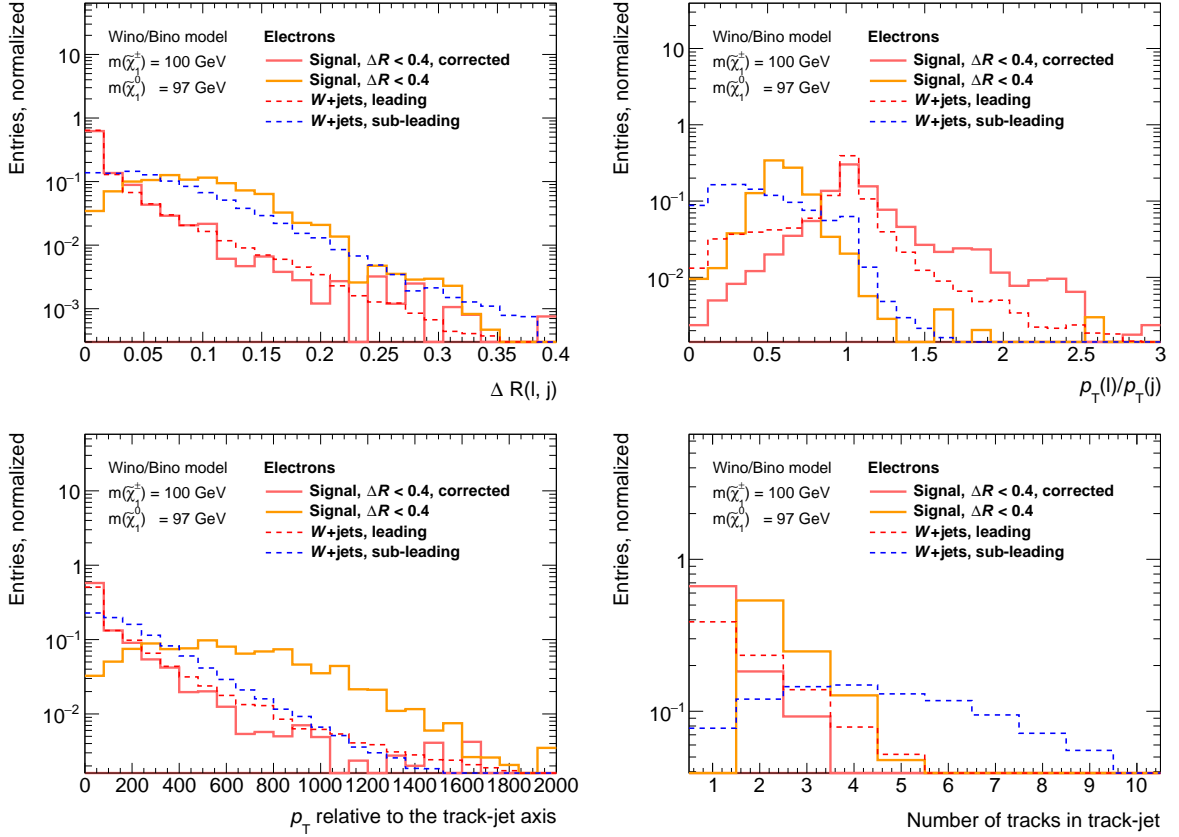 Entries, normalized
10
1
10⁻¹
10⁻²
10⁻³
Wino/Bino model
m(χ̃₁±) = 100 GeV
m(χ̃₁⁰) = 97 GeV
Electrons
Signal, ΔR < 0.4, corrected
Signal, ΔR < 0.4
W+jets, leading
W+jets, sub-leading
0 0.05 0.1 0.15 0.2 0.25 0.3 0.35 0.4
Δ R(l, j)
Entries, normalized
10
1
10⁻¹
10⁻²
Wino/Bino model
m(χ̃₁±) = 100 GeV
m(χ̃₁⁰) = 97 GeV
Electrons
Signal, ΔR < 0.4, corrected
Signal, ΔR < 0.4
W+jets, leading
W+jets, sub-leading
0 0.5 1 1.5 2 2.5 3
p_T(l)/p_T(j)
Entries, normalized
10
1
10⁻¹
10⁻²
Wino/Bino model
m(χ̃₁±) = 100 GeV
m(χ̃₁⁰) = 97 GeV
Electrons
Signal, ΔR < 0.4, corrected
Signal, ΔR < 0.4
W+jets, leading
W+jets, sub-leading
0 200 400 600 800 1000 1200 1400 1600 1800 2000
p_T relative to the track-jet axis
Entries, normalized
1
10⁻¹
Wino/Bino model
m(χ̃₁±) = 100 GeV
m(χ̃₁⁰) = 97 GeV
Electrons
Signal, ΔR < 0.4, corrected
Signal, ΔR < 0.4
W+jets, leading
W+jets, sub-leading
1 2 3 4 5 6 7 8 9 10
Number of tracks in track-jet